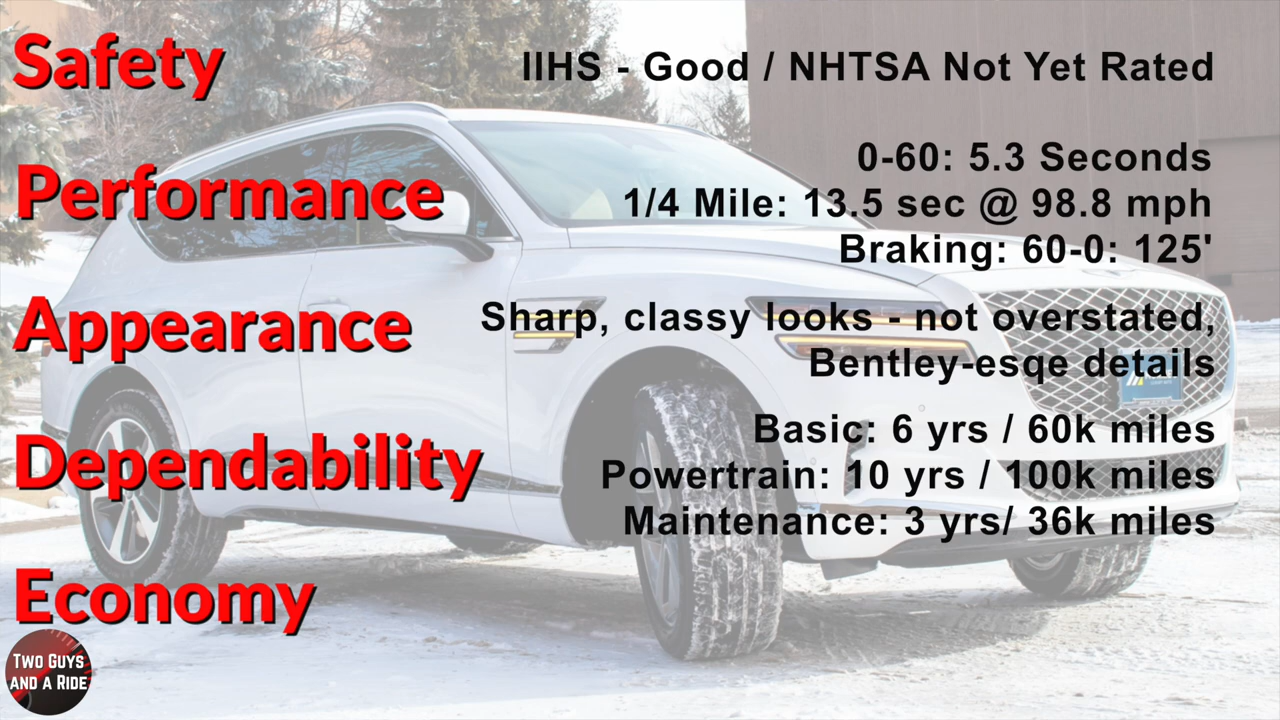 Safety
IIHS - Good / NHTSA Not Yet Rated
Performance
0-60: 5.3 Seconds
1/4 Mile: 13.5 sec @ 98.8 mph
Braking: 60-0: 125'
Appearance
Sharp, classy looks - not overstated,
Bentley-esqe details
Dependability
Basic: 6 yrs / 60k miles
Powertrain: 10 yrs / 100k miles
Maintenance: 3 yrs/ 36k miles
Economy
Two Guys
and a Ride